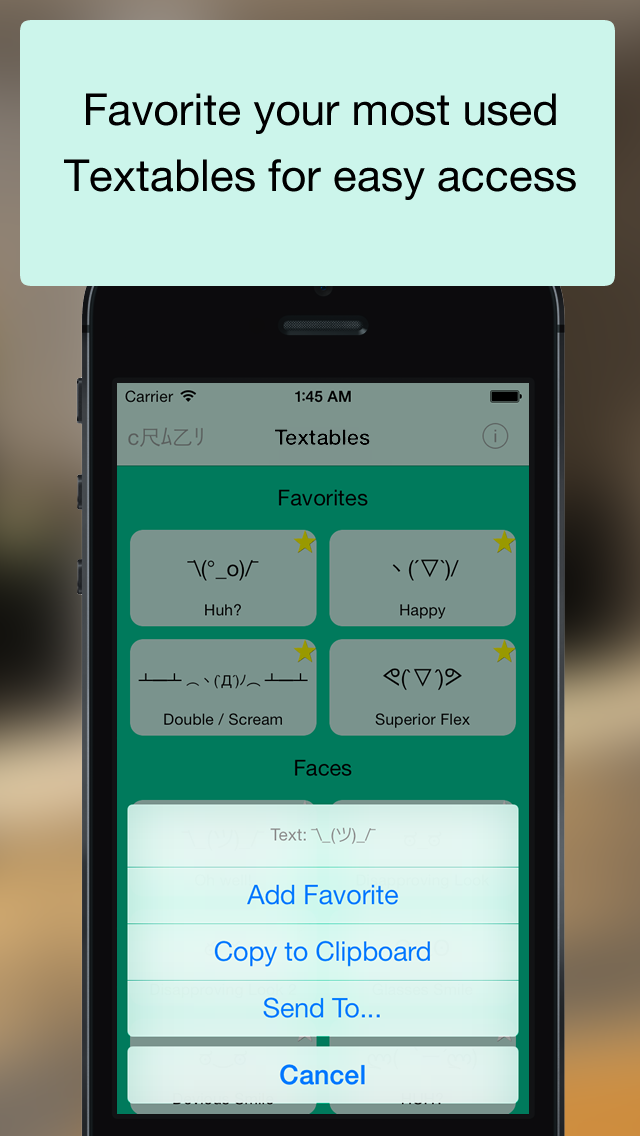 Favorite your most used
Textables for easy access
Carrier 1:45 AM
c尺ﾑ乙リ Textables i
Favorites
¯\(°_o)/¯
Huh?
ヽ(´▽`)/
Happy
┻━┻ ︵ヽ(`Д´)ﾉ︵ ┻━┻
Double / Scream
ᕙ(`▽´)ᕗ
Superior Flex
Faces
Text: ¯\_(ツ)_/¯
Add Favorite
Copy to Clipboard
Send To...
Cancel